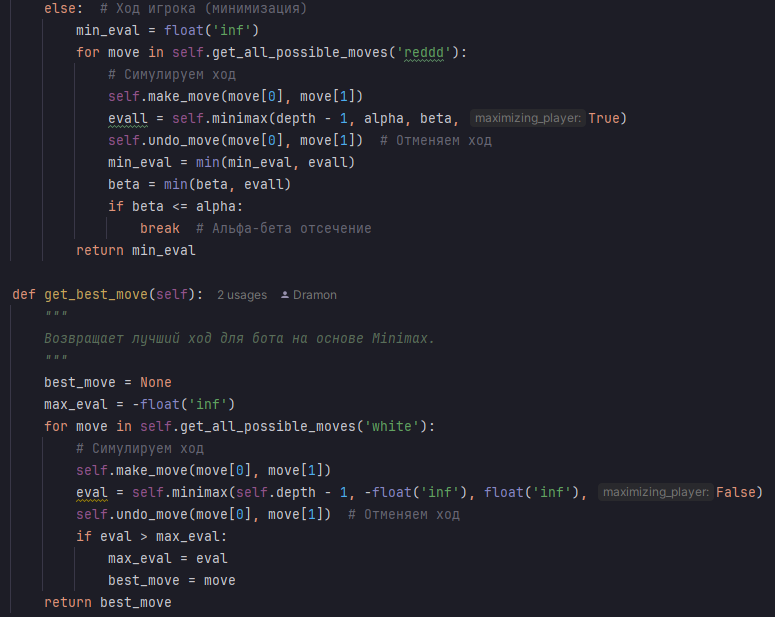 else:  # Ход игрока (минимизация)
    min_eval = float('inf')
    for move in self.get_all_possible_moves('reddd'):
        # Симулируем ход
        self.make_move(move[0], move[1])
        evall = self.minimax(depth - 1, alpha, beta, maximizing_player: True)
        self.undo_move(move[0], move[1])  # Отменяем ход
        min_eval = min(min_eval, evall)
        beta = min(beta, evall)
        if beta <= alpha:
            break  # Альфа-бета отсечение
    return min_eval
def get_best_move(self): 2 usages Dramon
    """
    Возвращает лучший ход для бота на основе Minimax.
    """
    best_move = None
    max_eval = -float('inf')
    for move in self.get_all_possible_moves('white'):
        # Симулируем ход
        self.make_move(move[0], move[1])
        eval = self.minimax(self.depth - 1, -float('inf'), float('inf'), maximizing_player: False)
        self.undo_move(move[0], move[1])  # Отменяем ход
        if eval > max_eval:
            max_eval = eval
            best_move = move
    return best_move